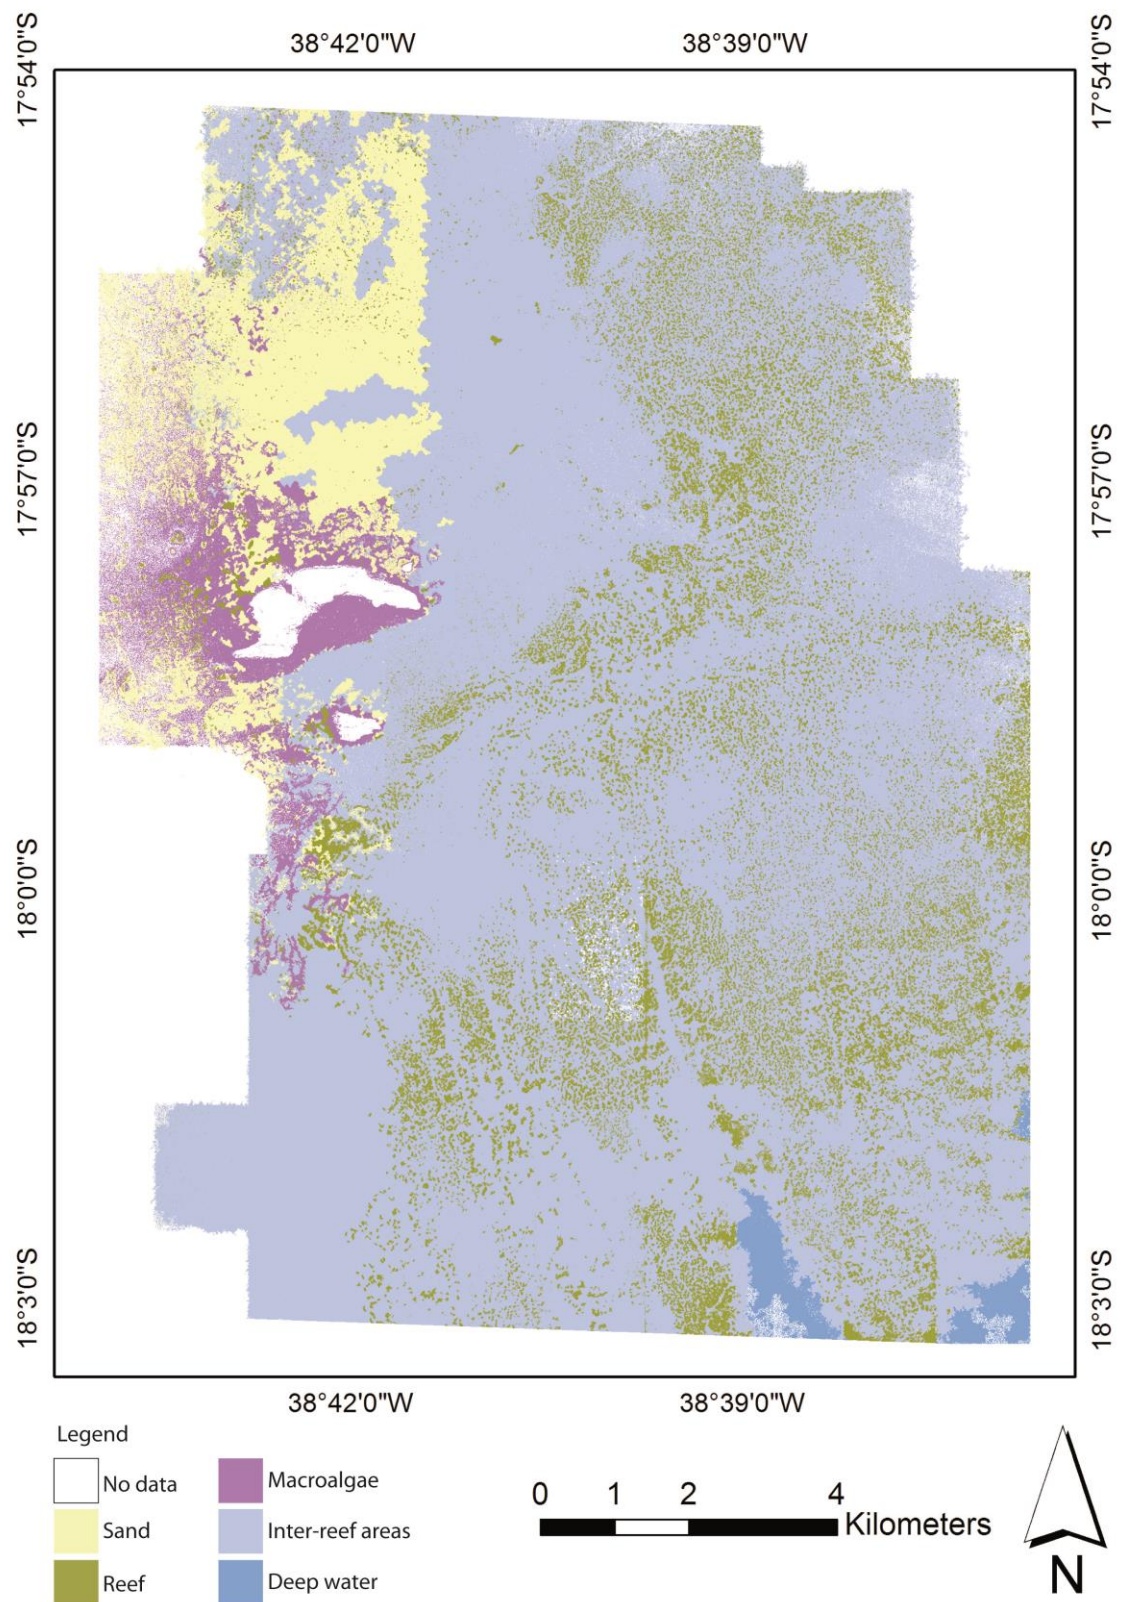 38°42'0"W
38°39'0"W
17°54'0"S
17°54'0"S
17°57'0"S
17°57'0"S
18°0'0"S
18°0'0"S
18°3'0"S
18°3'0"S
38°42'0"W
38°39'0"W
Legend
No data
Sand
Reef
Macroalgae
Inter-reef areas
Deep water
0 1 2 4
Kilometers
N